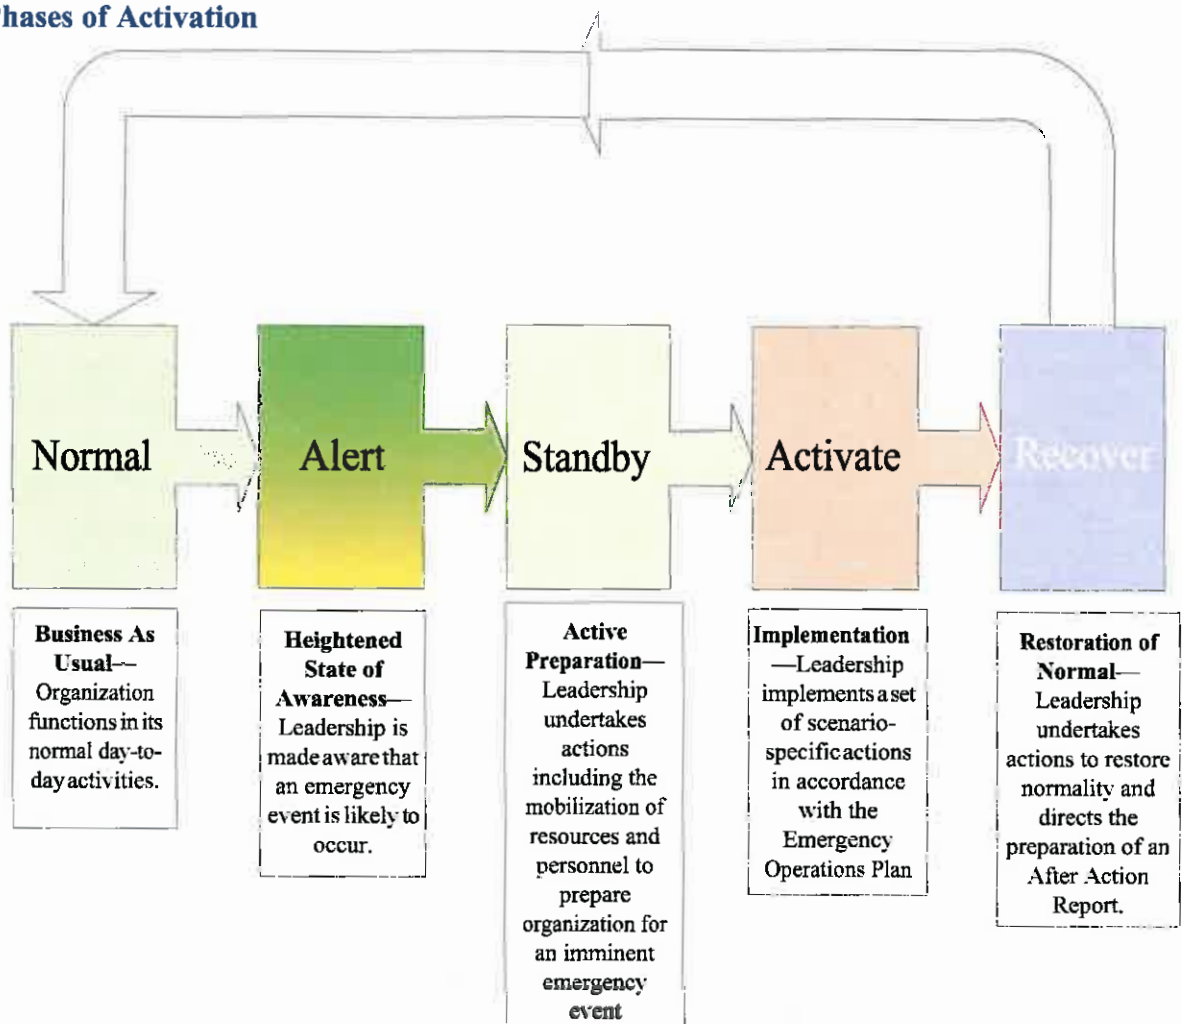 hases of Activation
Normal
Alert
Standby
Activate
Recover
Business As
Usual—
Organization
functions in its
normal day-to-
day activities.
Heightened
State of
Awareness—
Leadership is
made aware that
an emergency
event is likely to
occur.
Active
Preparation—
Leadership
undertakes
actions
including the
mobilization of
resources and
personnel to
prepare
organization for
an imminent
emergency
event
Implementation
—Leadership
implements a set
of scenario-
specific actions
in accordance
with the
Emergency
Operations Plan
Restoration of
Normal—
Leadership
undertakes
actions to restore
normality and
directs the
preparation of an
After Action
Report.